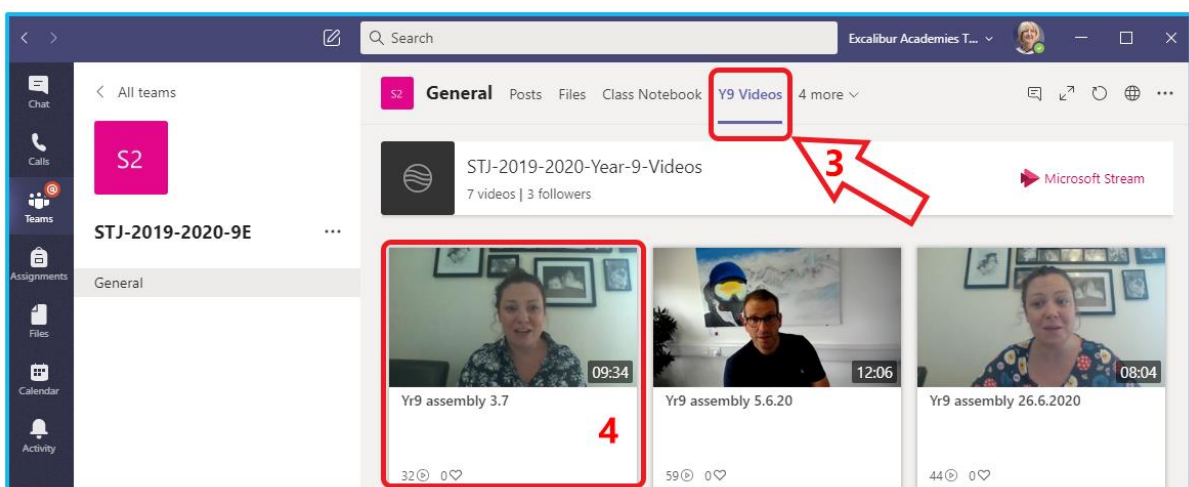 Search
Excalibur Academies T...
Chat
Calls
Teams
Assignments
Files
Calendar
Activity
All teams
S2
STJ-2019-2020-9E
...
General
S2 General Posts Files Class Notebook Y9 Videos 4 more
...
3
STJ-2019-2020-Year-9-Videos
7 videos | 3 followers
Microsoft Stream
09:34
Yr9 assembly 3.7
4
32 0
12:06
Yr9 assembly 5.6.20
59 0
08:04
Yr9 assembly 26.6.2020
44 0